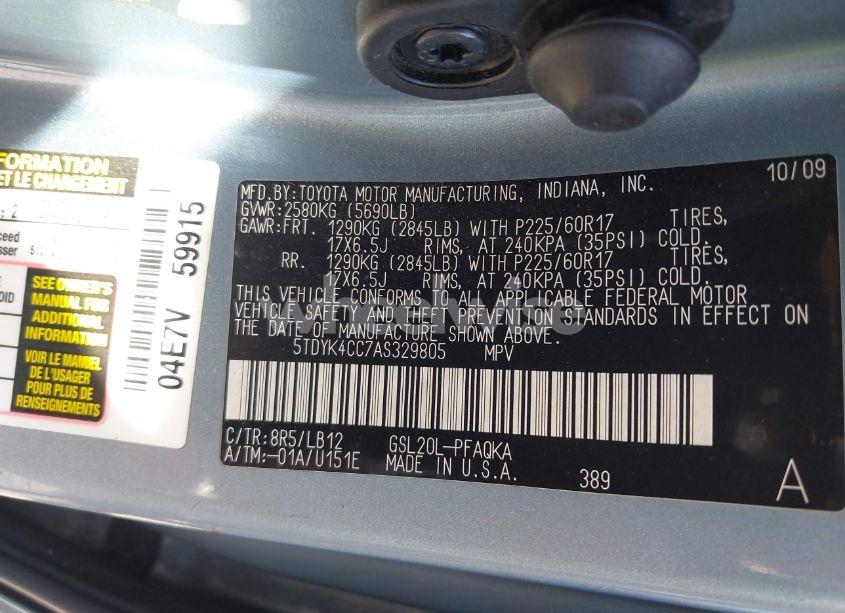 FORMATION
ET LE CHARGEMENT
SEE OWNER'S
MANUAL FOR
ADDITIONAL
INFORMATION
VOIR LE MANUEL
DE L'USAGER
POUR PLUS DE
RENSEIGNEMENTS
04E7V 59915
10/09
MFD.BY:TOYOTA MOTOR MANUFACTURING, INDIANA, INC.
GVWR:2580KG (5690LB)
GAWR:FRT. 1290KG (2845LB) WITH P225/60R17 TIRES,
17X6.5J RIMS, AT 240KPA (35PSI) COLD.
RR. 1290KG (2845LB) WITH P225/60R17 TIRES,
17X6.5J RIMS, AT 240KPA (35PSI) COLD.
THIS VEHICLE CONFORMS TO ALL APPLICABLE FEDERAL MOTOR
VEHICLE SAFETY AND THEFT PREVENTION STANDARDS IN EFFECT ON
THE DATE OF MANUFACTURE SHOWN ABOVE.
5TDYK4CC7AS329805 MPV
C/TR:8R5/LB12 GSL20L-PFAQKA
A/TM:-01A/U151E MADE IN U.S.A.
389
A